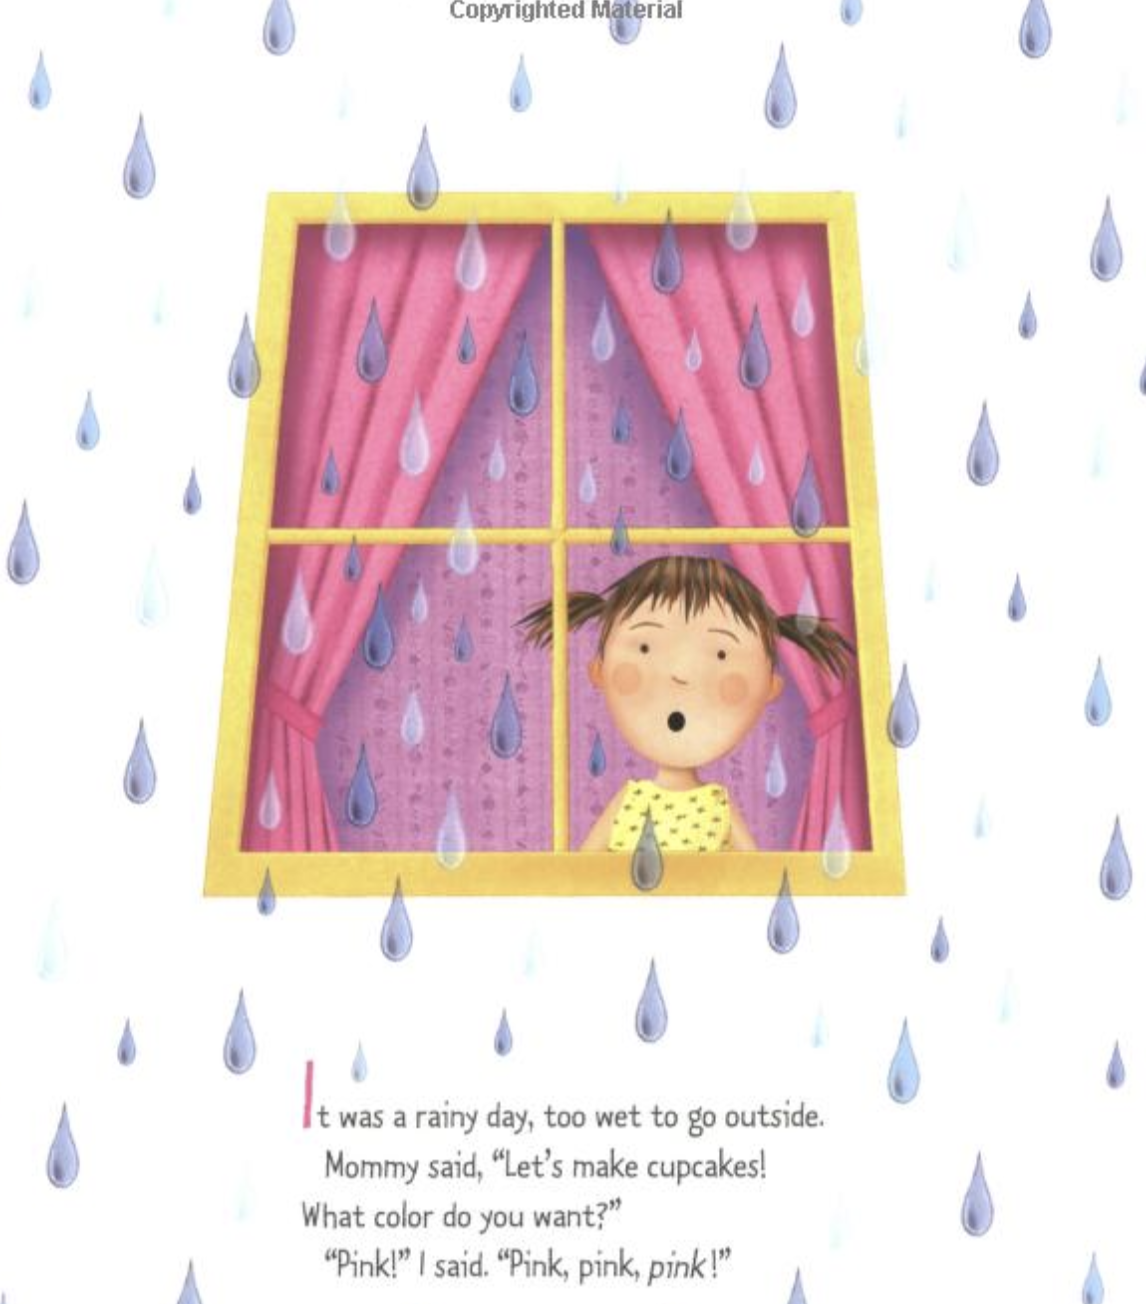 Copyrighted Material
It was a rainy day, too wet to go outside.
Mommy said, “Let’s make cupcakes!
What color do you want?”
“Pink!” I said. “Pink, pink, pink!”